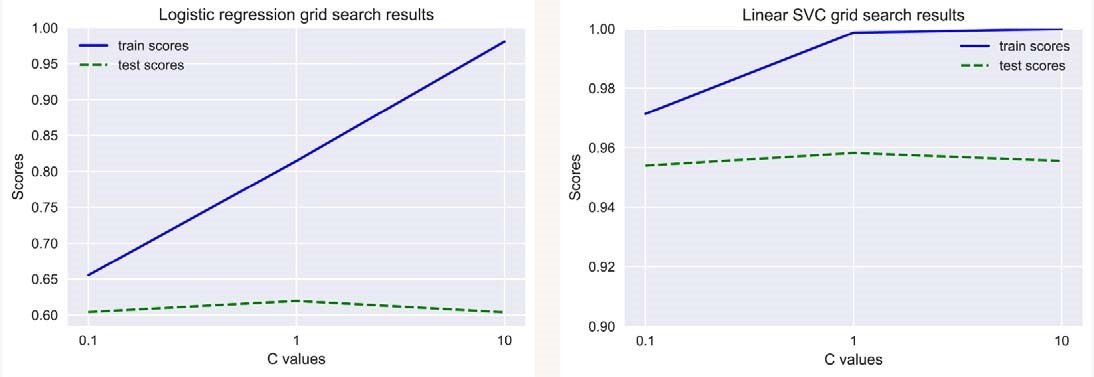 Logistic regression grid search results
1.00
0.95
0.90
0.85
0.80
0.75
0.70
0.65
0.60
Scores
train scores
test scores
0.1 1 10
C values
Linear SVC grid search results
1.00
0.98
0.96
0.94
0.92
0.90
Scores
train scores
test scores
0.1 1 10
C values